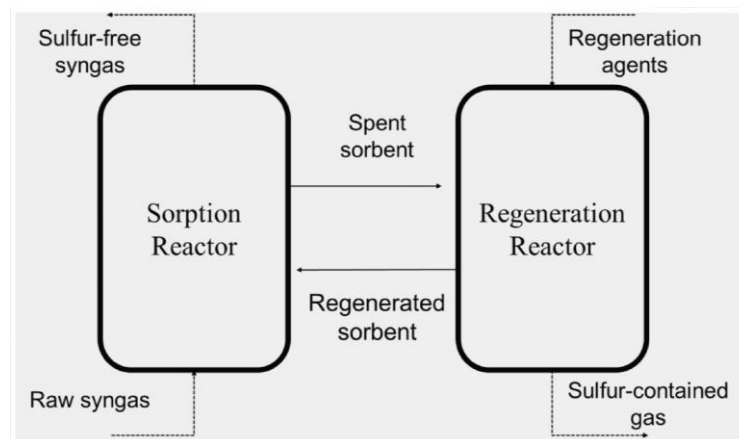 Sulfur-free
syngas
Regeneration
agents
Spent
sorbent
Sorption
Reactor
Regeneration
Reactor
Regenerated
sorbent
Raw syngas
Sulfur-contained
gas